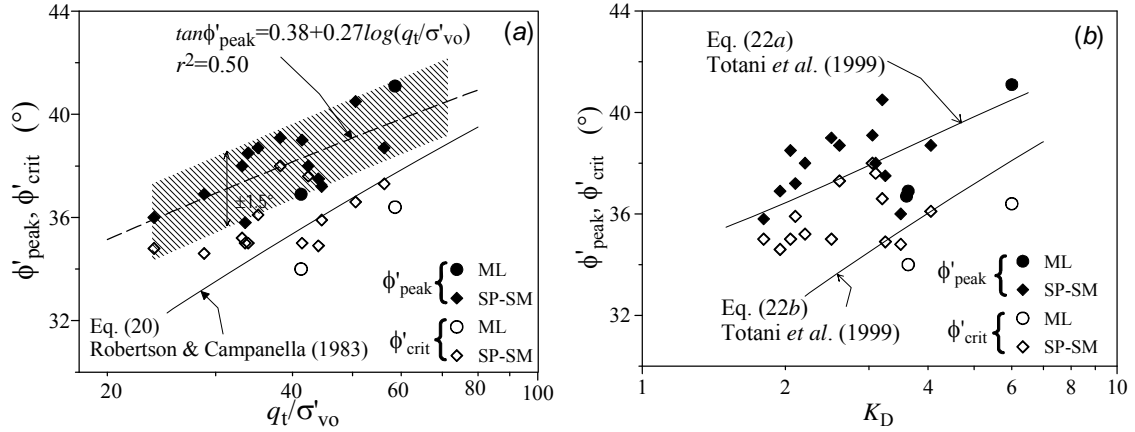 (a)
tanϕ'peak=0.38+0.27log(qt/σ'vo)
r²=0.50
±1.5°
Eq. (20)
Robertson & Campanella (1983)
ϕ'peak { ML
SP-SM
ϕ'crit { ML
SP-SM
44
40
36
32
ϕ'peak, ϕ'crit (°)
20 40 60 80 100
qt/σ'vo
(b)
Eq. (22a)
Totani et al. (1999)
Eq. (22b)
Totani et al. (1999)
ϕ'peak { ML
SP-SM
ϕ'crit { ML
SP-SM
44
40
36
32
ϕ'peak, ϕ'crit (°)
1 2 4 6 8 10
KD